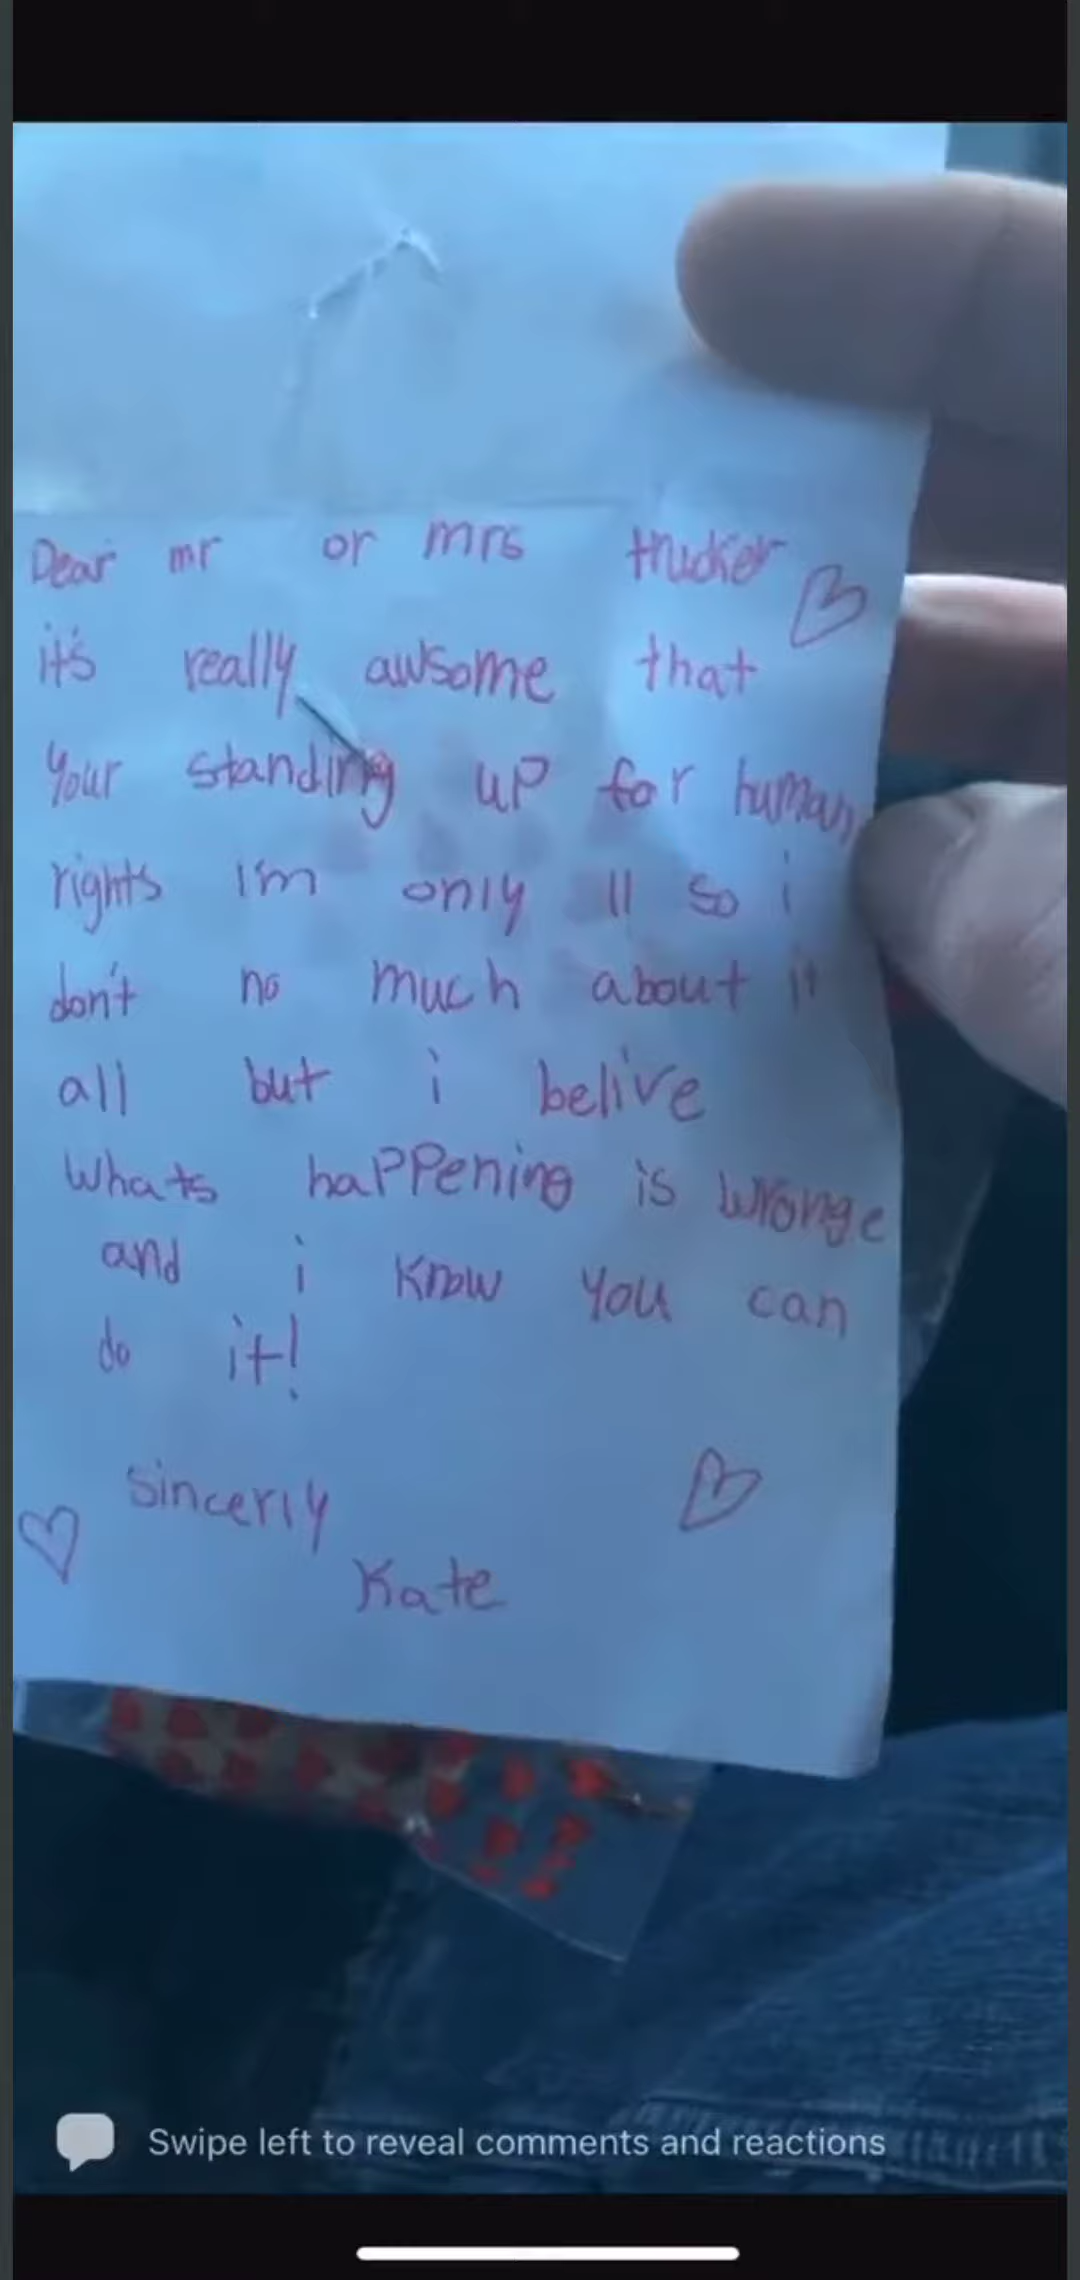 Dear mr or mrs trucker
it's really awsome that
Your standing up for human
rights I'm only 11 so i
don't no much about it
all but i belive
whats happening is wronge
and i know you can
do it!
sincerly
Kate
Swipe left to reveal comments and reactions